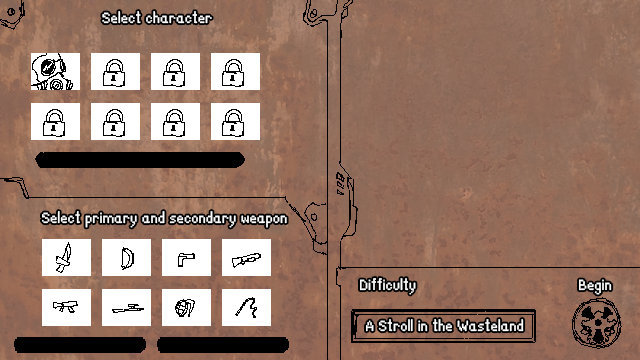 Select character
Select primary and secondary weapon
Difficulty
Begin
A Stroll in the Wasteland